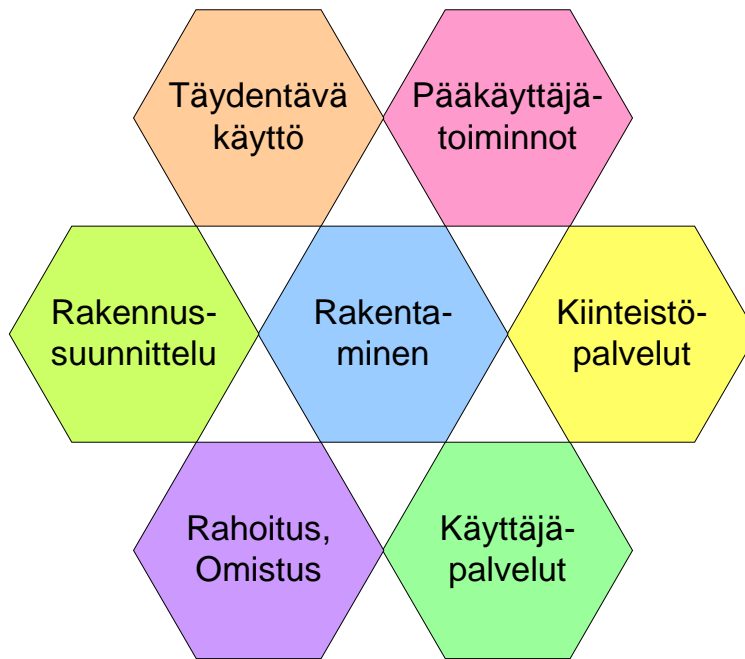 Täydentävä
käyttö
Pääkäyttäjä-
toiminnot
Rakennus-
suunnittelu
Rakenta-
minen
Kiinteistö-
palvelut
Rahoitus,
Omistus
Käyttäjä-
palvelut